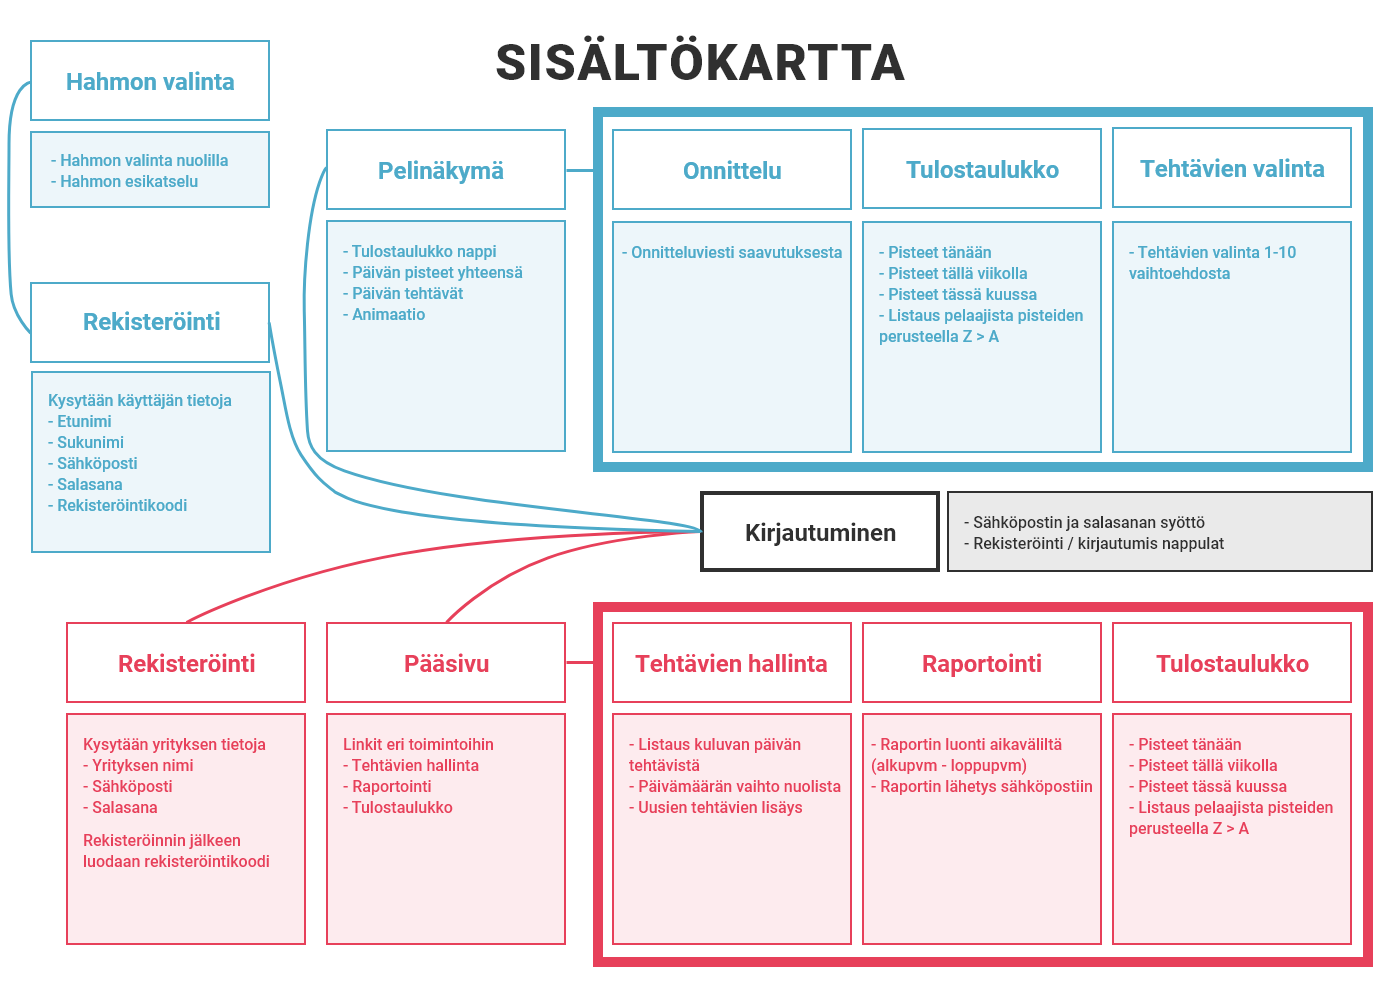 SISÄLTÖKARTTA
Hahmon valinta
- Hahmon valinta nuolilla
- Hahmon esikatselu
Rekisteröinti
Kysytään käyttäjän tietoja
- Etunimi
- Sukunimi
- Sähköposti
- Salasana
- Rekisteröintikoodi
Pelinäkymä
- Tulostaulukko nappi
- Päivän pisteet yhteensä
- Päivän tehtävät
- Animaatio
Onnittelu
- Onnitteluviesti saavutuksesta
Tulostaulukko
- Pisteet tänään
- Pisteet tällä viikolla
- Pisteet tässä kuussa
- Listaus pelaajista pisteiden
perusteella Z > A
Tehtävien valinta
- Tehtävien valinta 1-10
vaihtoehdosta
Kirjautuminen
- Sähköpostin ja salasanan syöttö
- Rekisteröinti / kirjautumis nappulat
Rekisteröinti
Kysytään yrityksen tietoja
- Yrityksen nimi
- Sähköposti
- Salasana
Rekisteröinnin jälkeen
luodaan rekisteröintikoodi
Pääsivu
Linkit eri toimintoihin
- Tehtävien hallinta
- Raportointi
- Tulostaulukko
Tehtävien hallinta
- Listaus kuluvan päivän
tehtävistä
- Päivämäärän vaihto nuolista
- Uusien tehtävien lisäys
Raportointi
- Raportin luonti aikaväliltä
(alkupvm - loppupvm)
- Raportin lähetys sähköpostiin
Tulostaulukko
- Pisteet tänään
- Pisteet tällä viikolla
- Pisteet tässä kuussa
- Listaus pelaajista pisteiden
perusteella Z > A